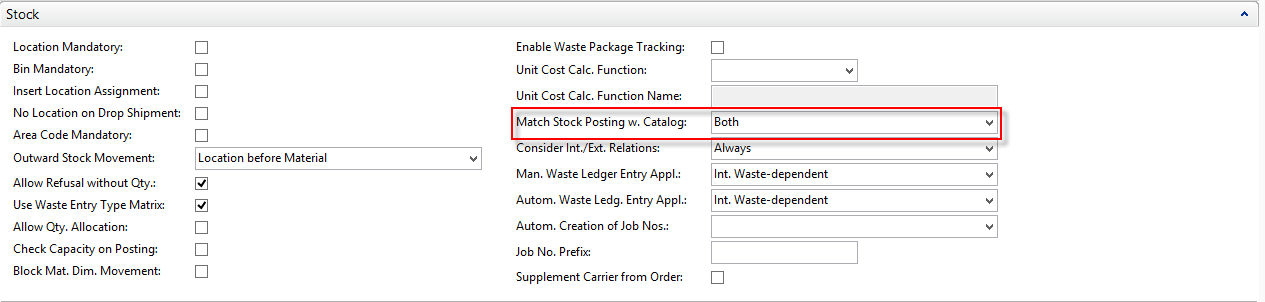 Stock
Location Mandatory:
Bin Mandatory:
Insert Location Assignment:
No Location on Drop Shipment:
Area Code Mandatory:
Outward Stock Movement: Location before Material
Allow Refusal without Qty.:
Use Waste Entry Type Matrix:
Allow Qty. Allocation:
Check Capacity on Posting:
Block Mat. Dim. Movement:
Enable Waste Package Tracking:
Unit Cost Calc. Function:
Unit Cost Calc. Function Name:
Match Stock Posting w. Catalog: Both
Consider Int./Ext. Relations: Always
Man. Waste Ledger Entry Appl.: Int. Waste-dependent
Autom. Waste Ledg. Entry Appl.: Int. Waste-dependent
Autom. Creation of Job Nos.:
Job No. Prefix:
Supplement Carrier from Order: